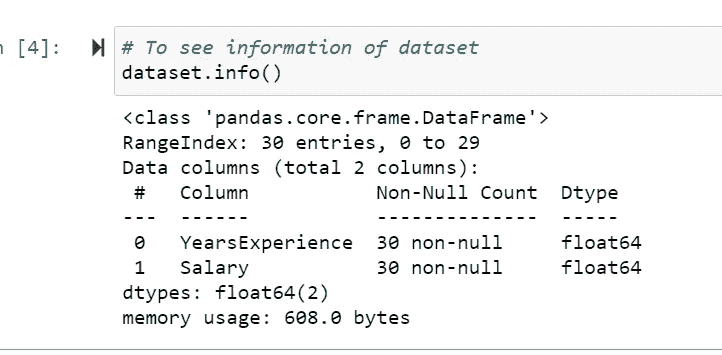 [4]: # To see information of dataset
dataset.info()
<class 'pandas.core.frame.DataFrame'>
RangeIndex: 30 entries, 0 to 29
Data columns (total 2 columns):
 #   Column           Non-Null Count  Dtype
---  ------           --------------  -----
 0   YearsExperience  30 non-null     float64
 1   Salary           30 non-null     float64
dtypes: float64(2)
memory usage: 608.0 bytes